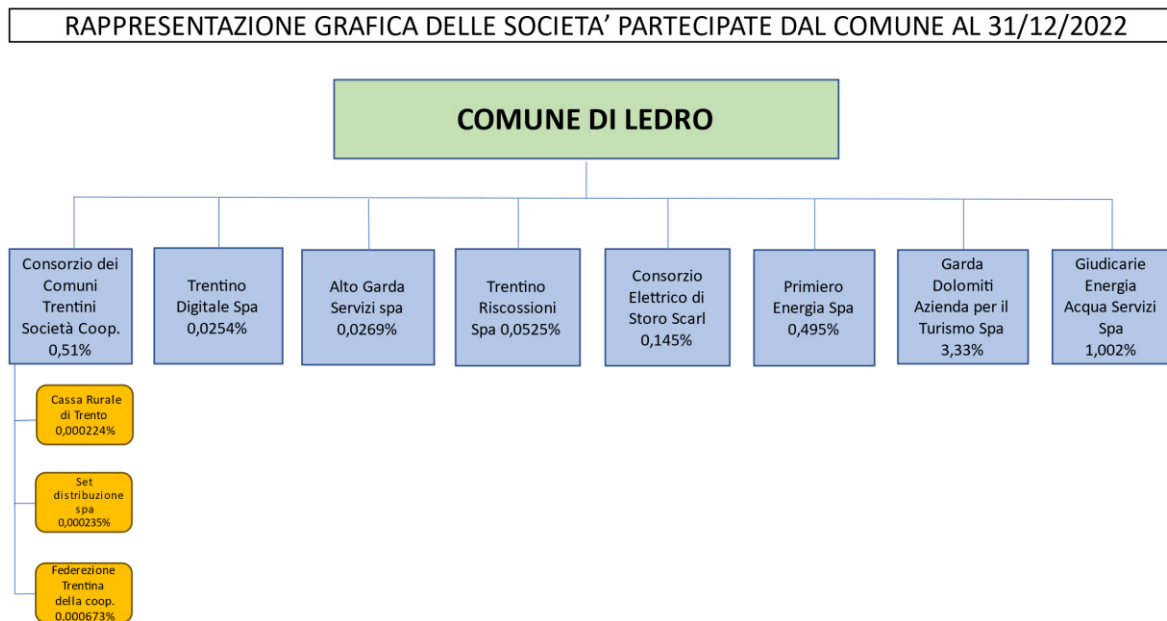 RAPPRESENTAZIONE GRAFICA DELLE SOCIETA’ PARTECIPATE DAL COMUNE AL 31/12/2022
COMUNE DI LEDRO
Consorzio dei
Comuni
Trentini
Società Coop.
0,51%
Trentino
Digitale Spa
0,0254%
Alto Garda
Servizi spa
0,0269%
Trentino
Riscossioni
Spa 0,0525%
Consorzio
Elettrico di
Storo Scarl
0,145%
Primiero
Energia Spa
0,495%
Garda
Dolomiti
Azienda per il
Turismo Spa
3,33%
Giudicarie
Energia
Acqua Servizi
Spa
1,002%
Cassa Rurale
di Trento
0,000224%
Set
distribuzione
spa
0,000235%
Federezione
Trentina
della coop.
0,000673%